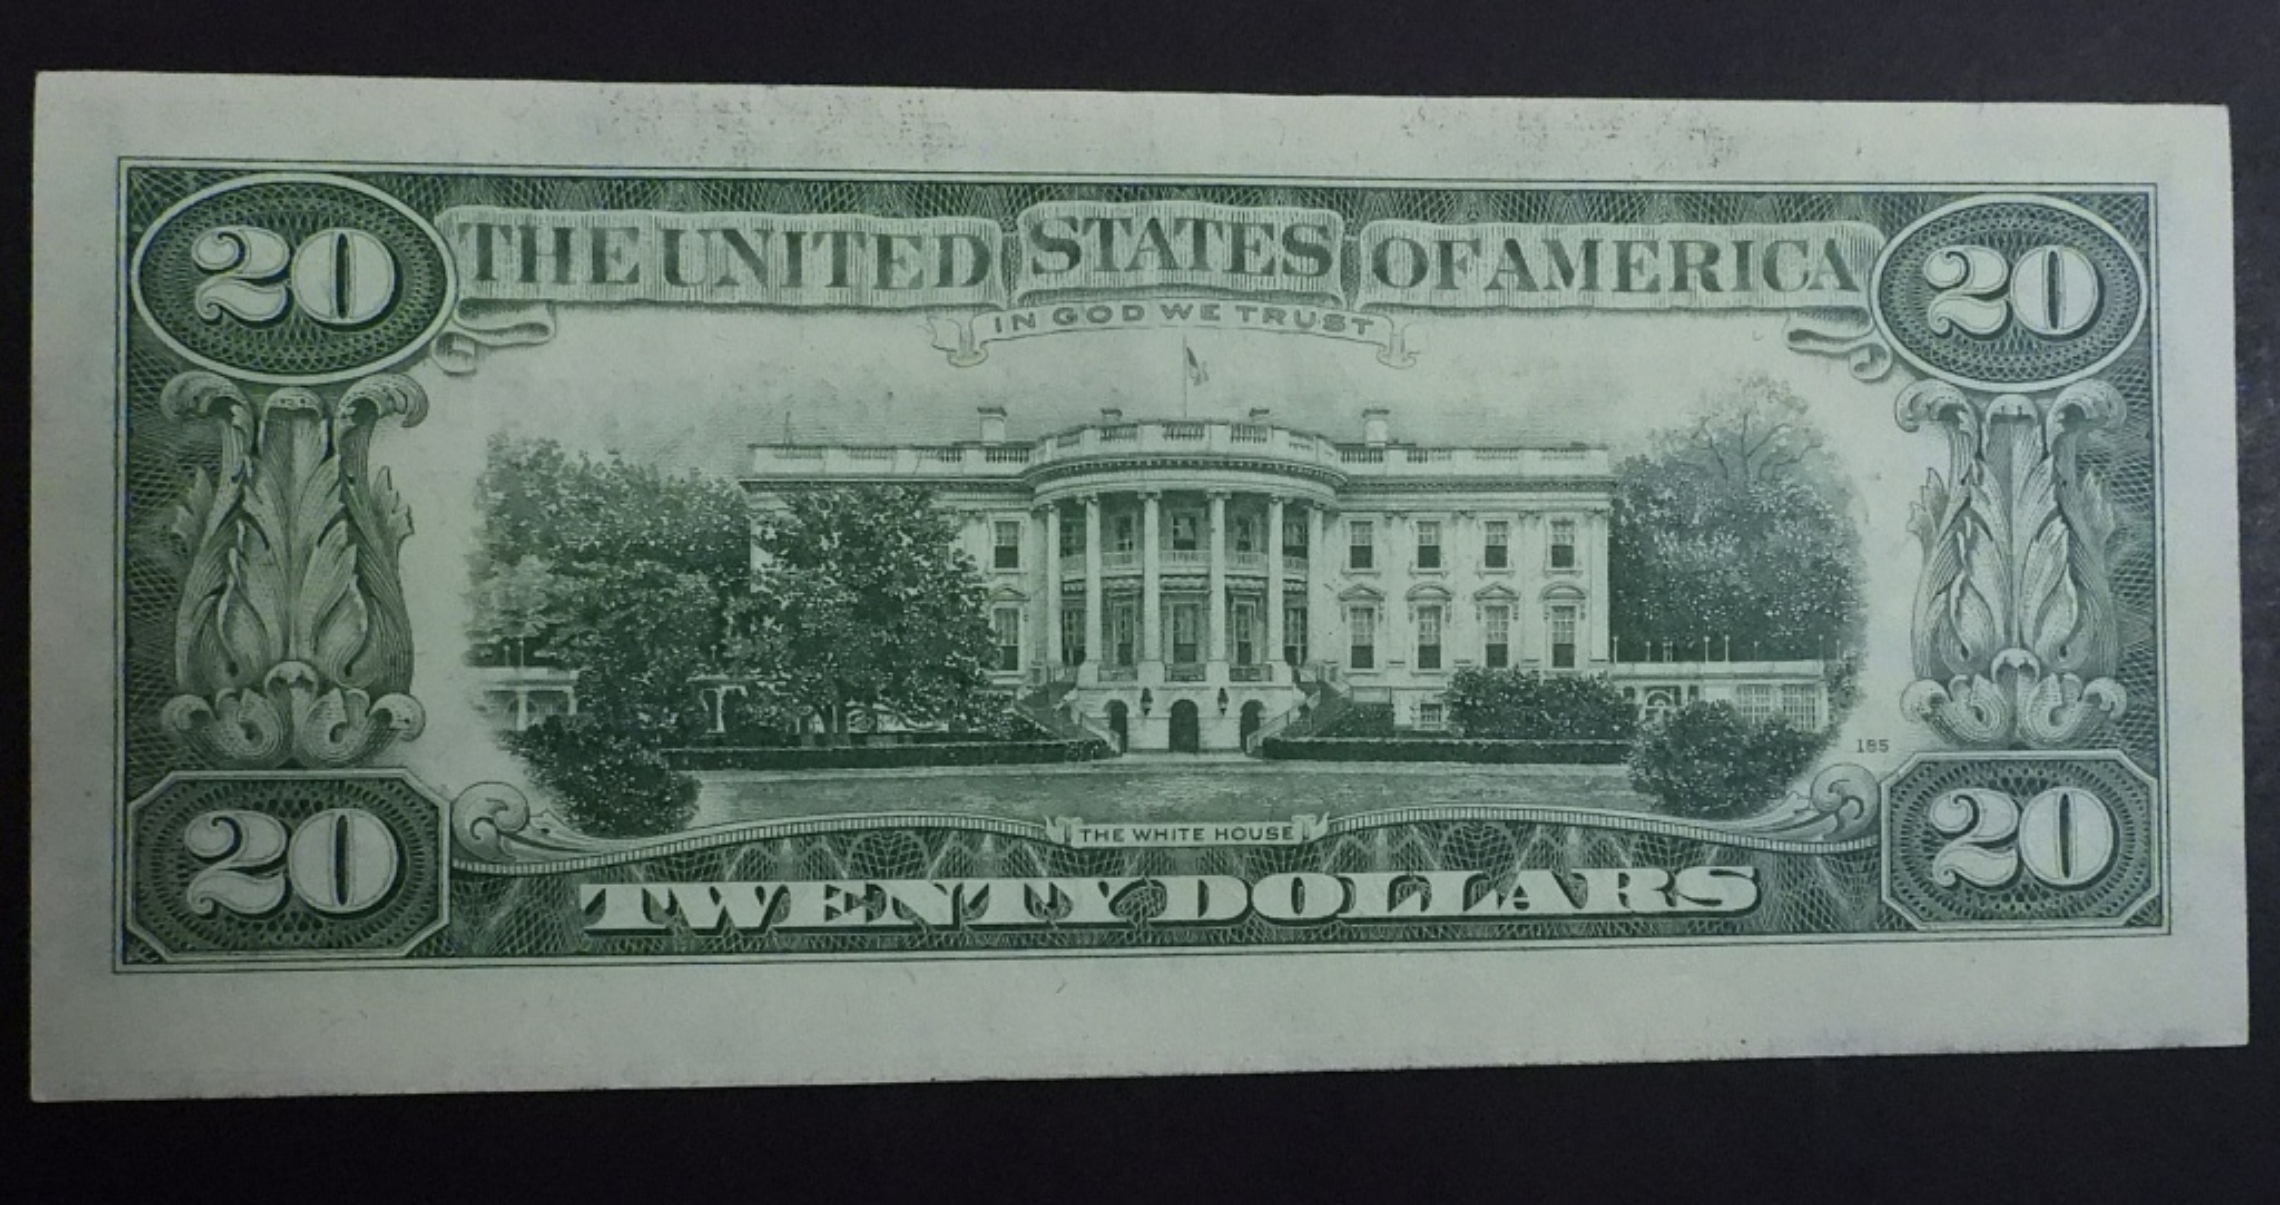 20 THE UNITED STATES OF AMERICA 20
IN GOD WE TRUST
185
THE WHITE HOUSE
20 TWENTY DOLLARS 20